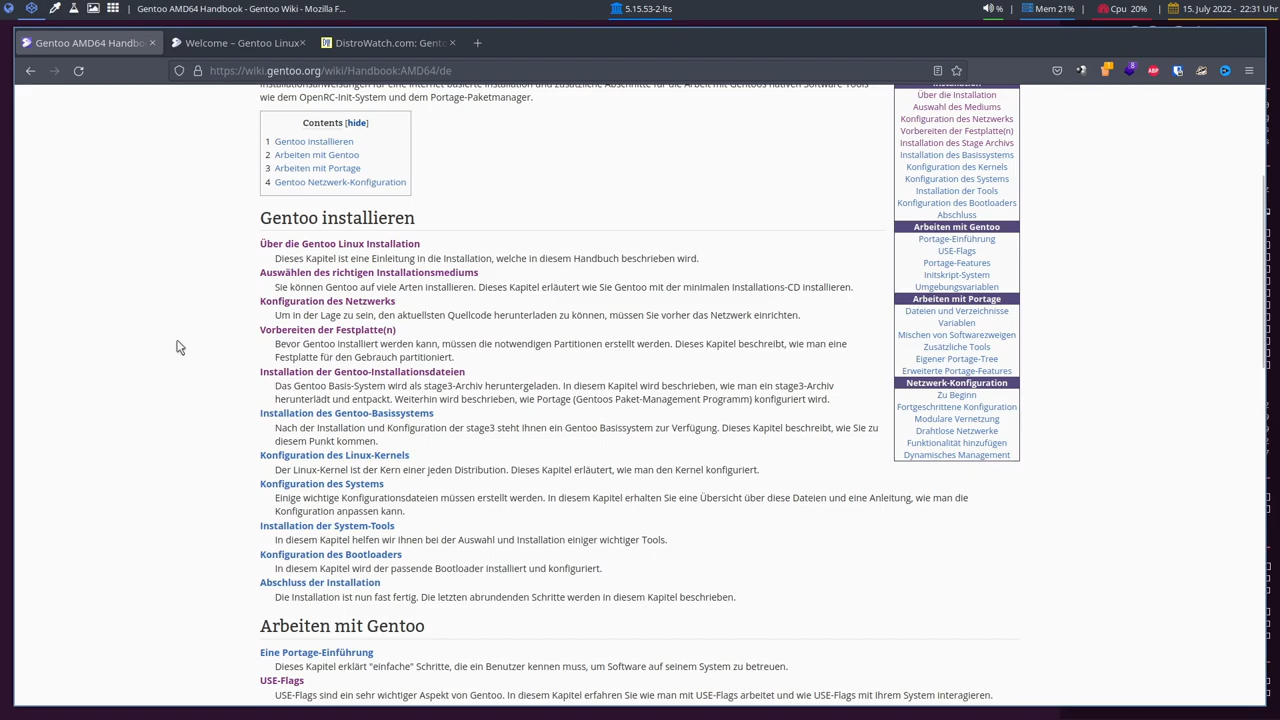 Gentoo AMD64 Handbook - Gentoo Wiki - Mozilla F...
5.15.53-2-lts
%
Mem 21%
Cpu 20%
15. July 2022 - 22:31 Uhr
Gentoo AMD64 Handbo
Welcome – Gentoo Linux
DistroWatch.com: Gent
https://wiki.gentoo.org/wiki/Handbook:AMD64/de
Installationsanweisungen für eine Internet basierte Installation und zusätzliche Abschnitte für die Arbeit mit Gentoos nativen Software Tools
wie dem OpenRC-Init-System und dem Portage-Paketmanager.
Contents [hide]
1 Gentoo installieren
2 Arbeiten mit Gentoo
3 Arbeiten mit Portage
4 Gentoo Netzwerk-Konfiguration
Gentoo installieren
Über die Gentoo Linux Installation
Dieses Kapitel ist eine Einleitung in die Installation, welche in diesem Handbuch beschrieben wird.
Auswählen des richtigen Installationsmediums
Sie können Gentoo auf viele Arten installieren. Dieses Kapitel erläutert wie Sie Gentoo mit der minimalen Installations-CD installieren.
Konfiguration des Netzwerks
Um in der Lage zu sein, den aktuellsten Quellcode herunterladen zu können, müssen Sie vorher das Netzwerk einrichten.
Vorbereiten der Festplatte(n)
Bevor Gentoo installiert werden kann, müssen die notwendigen Partitionen erstellt werden. Dieses Kapitel beschreibt, wie man eine
Festplatte für den Gebrauch partitioniert.
Installation der Gentoo-Installationsdateien
Das Gentoo Basis-System wird als stage3-Archiv heruntergeladen. In diesem Kapitel wird beschrieben, wie man ein stage3-Archiv
herunterlädt und entpackt. Weiterhin wird beschrieben, wie Portage (Gentoos Paket-Management Programm) konfiguriert wird.
Installation des Gentoo-Basissystems
Nach der Installation und Konfiguration der stage3 steht Ihnen ein Gentoo Basissystem zur Verfügung. Dieses Kapitel beschreibt, wie Sie zu
diesem Punkt kommen.
Konfiguration des Linux-Kernels
Der Linux-Kernel ist der Kern einer jeden Distribution. Dieses Kapitel erläutert, wie man den Kernel konfiguriert.
Konfiguration des Systems
Einige wichtige Konfigurationsdateien müssen erstellt werden. In diesem Kapitel erhalten Sie eine Übersicht über diese Dateien und eine Anleitung, wie man die
Konfiguration anpassen kann.
Installation der System-Tools
In diesem Kapitel helfen wir Ihnen bei der Auswahl und Installation einiger wichtiger Tools.
Konfiguration des Bootloaders
In diesem Kapitel wird der passende Bootloader installiert und konfiguriert.
Abschluss der Installation
Die Installation ist nun fast fertig. Die letzten abrundenden Schritte werden in diesem Kapitel beschrieben.
Arbeiten mit Gentoo
Eine Portage-Einführung
Dieses Kapitel erklärt "einfache" Schritte, die ein Benutzer kennen muss, um Software auf seinem System zu betreuen.
USE-Flags
USE-Flags sind ein sehr wichtiger Aspekt von Gentoo. In diesem Kapitel erfahren Sie wie man mit USE-Flags arbeitet und wie USE-Flags mit Ihrem System interagieren.
Installation
Über die Installation
Auswahl des Mediums
Konfiguration des Netzwerks
Vorbereiten der Festplatte(n)
Installation des Stage Archivs
Installation des Basissystems
Konfiguration des Kernels
Konfiguration des Systems
Installation der Tools
Konfiguration des Bootloaders
Abschluss
Arbeiten mit Gentoo
Portage-Einführung
USE-Flags
Portage-Features
Initskript-System
Umgebungsvariablen
Arbeiten mit Portage
Dateien und Verzeichnisse
Variablen
Mischen von Softwarezweigen
Zusätzliche Tools
Eigener Portage-Tree
Erweiterte Portage-Features
Netzwerk-Konfiguration
Zu Beginn
Fortgeschrittene Konfiguration
Modulare Vernetzung
Drahtlose Netzwerke
Funktionalität hinzufügen
Dynamisches Management